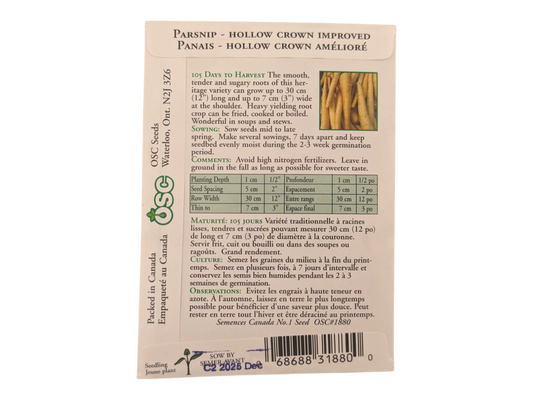 PARSNIP - HOLLOW CROWN IMPROVED
PANAIS - HOLLOW CROWN AMÉLIORÉ
105 DAYS TO HARVEST The smooth,
tender and sugary roots of this her-
itage variety can grow up to 30 cm
(12") long and up to 7 cm (3") wide
at the shoulder. Heavy yielding root
crop can be fried, cooked or boiled.
Wonderful in soups and stews.
SOWING: Sow seeds mid to late
spring. Make several sowings, 7 days apart and keep
seedbed evenly moist during the 2-3 week germination
period.
COMMENTS: Avoid high nitrogen fertilizers. Leave in
ground in the fall as long as possible for sweeter taste.
Planting Depth 1 cm 1/2" Profondeur 1 cm 1/2 po
Seed Spacing 5 cm 2" Espacement 5 cm 2 po
Row Width 30 cm 12" Entre rangs 30 cm 12 po
Thin to 7 cm 3" Espace final 7 cm 3 po
MATURITÉ: 105 JOURS Variété traditionnelle à racines
lisses, tendres et sucrées pouvant mesurer 30 cm (12 po)
de long et 7 cm (3 po) de diamètre à la couronne.
Servir frit, cuit ou bouilli ou dans des soupes ou
ragoûts. Grand rendement.
CULTURE: Semez les graines du milieu à la fin du print-
emps. Semez en plusieurs fois, à 7 jours d'intervalle et
conservez les semis bien humides pendant les 2 à 3
semaines de germination.
OBSERVATIONS: Evitez les engrais à haute teneur en
azote. À l'automne, laissez en terre le plus longtemps
possible pour bénéficier d'une saveur plus douce. Peut
rester en terre tout l'hiver et être déraciné au printemps.
Semences Canada No.1 Seed OSC#1880
Packed in Canada
Empaqueté au Canada
OSC
OSC Seeds
Waterloo, Ont. N2J 3Z6
Seedling
Jeune plant
SOW BY
SEMER AVANT
C2 2025 Dec
0 68688 31880 0